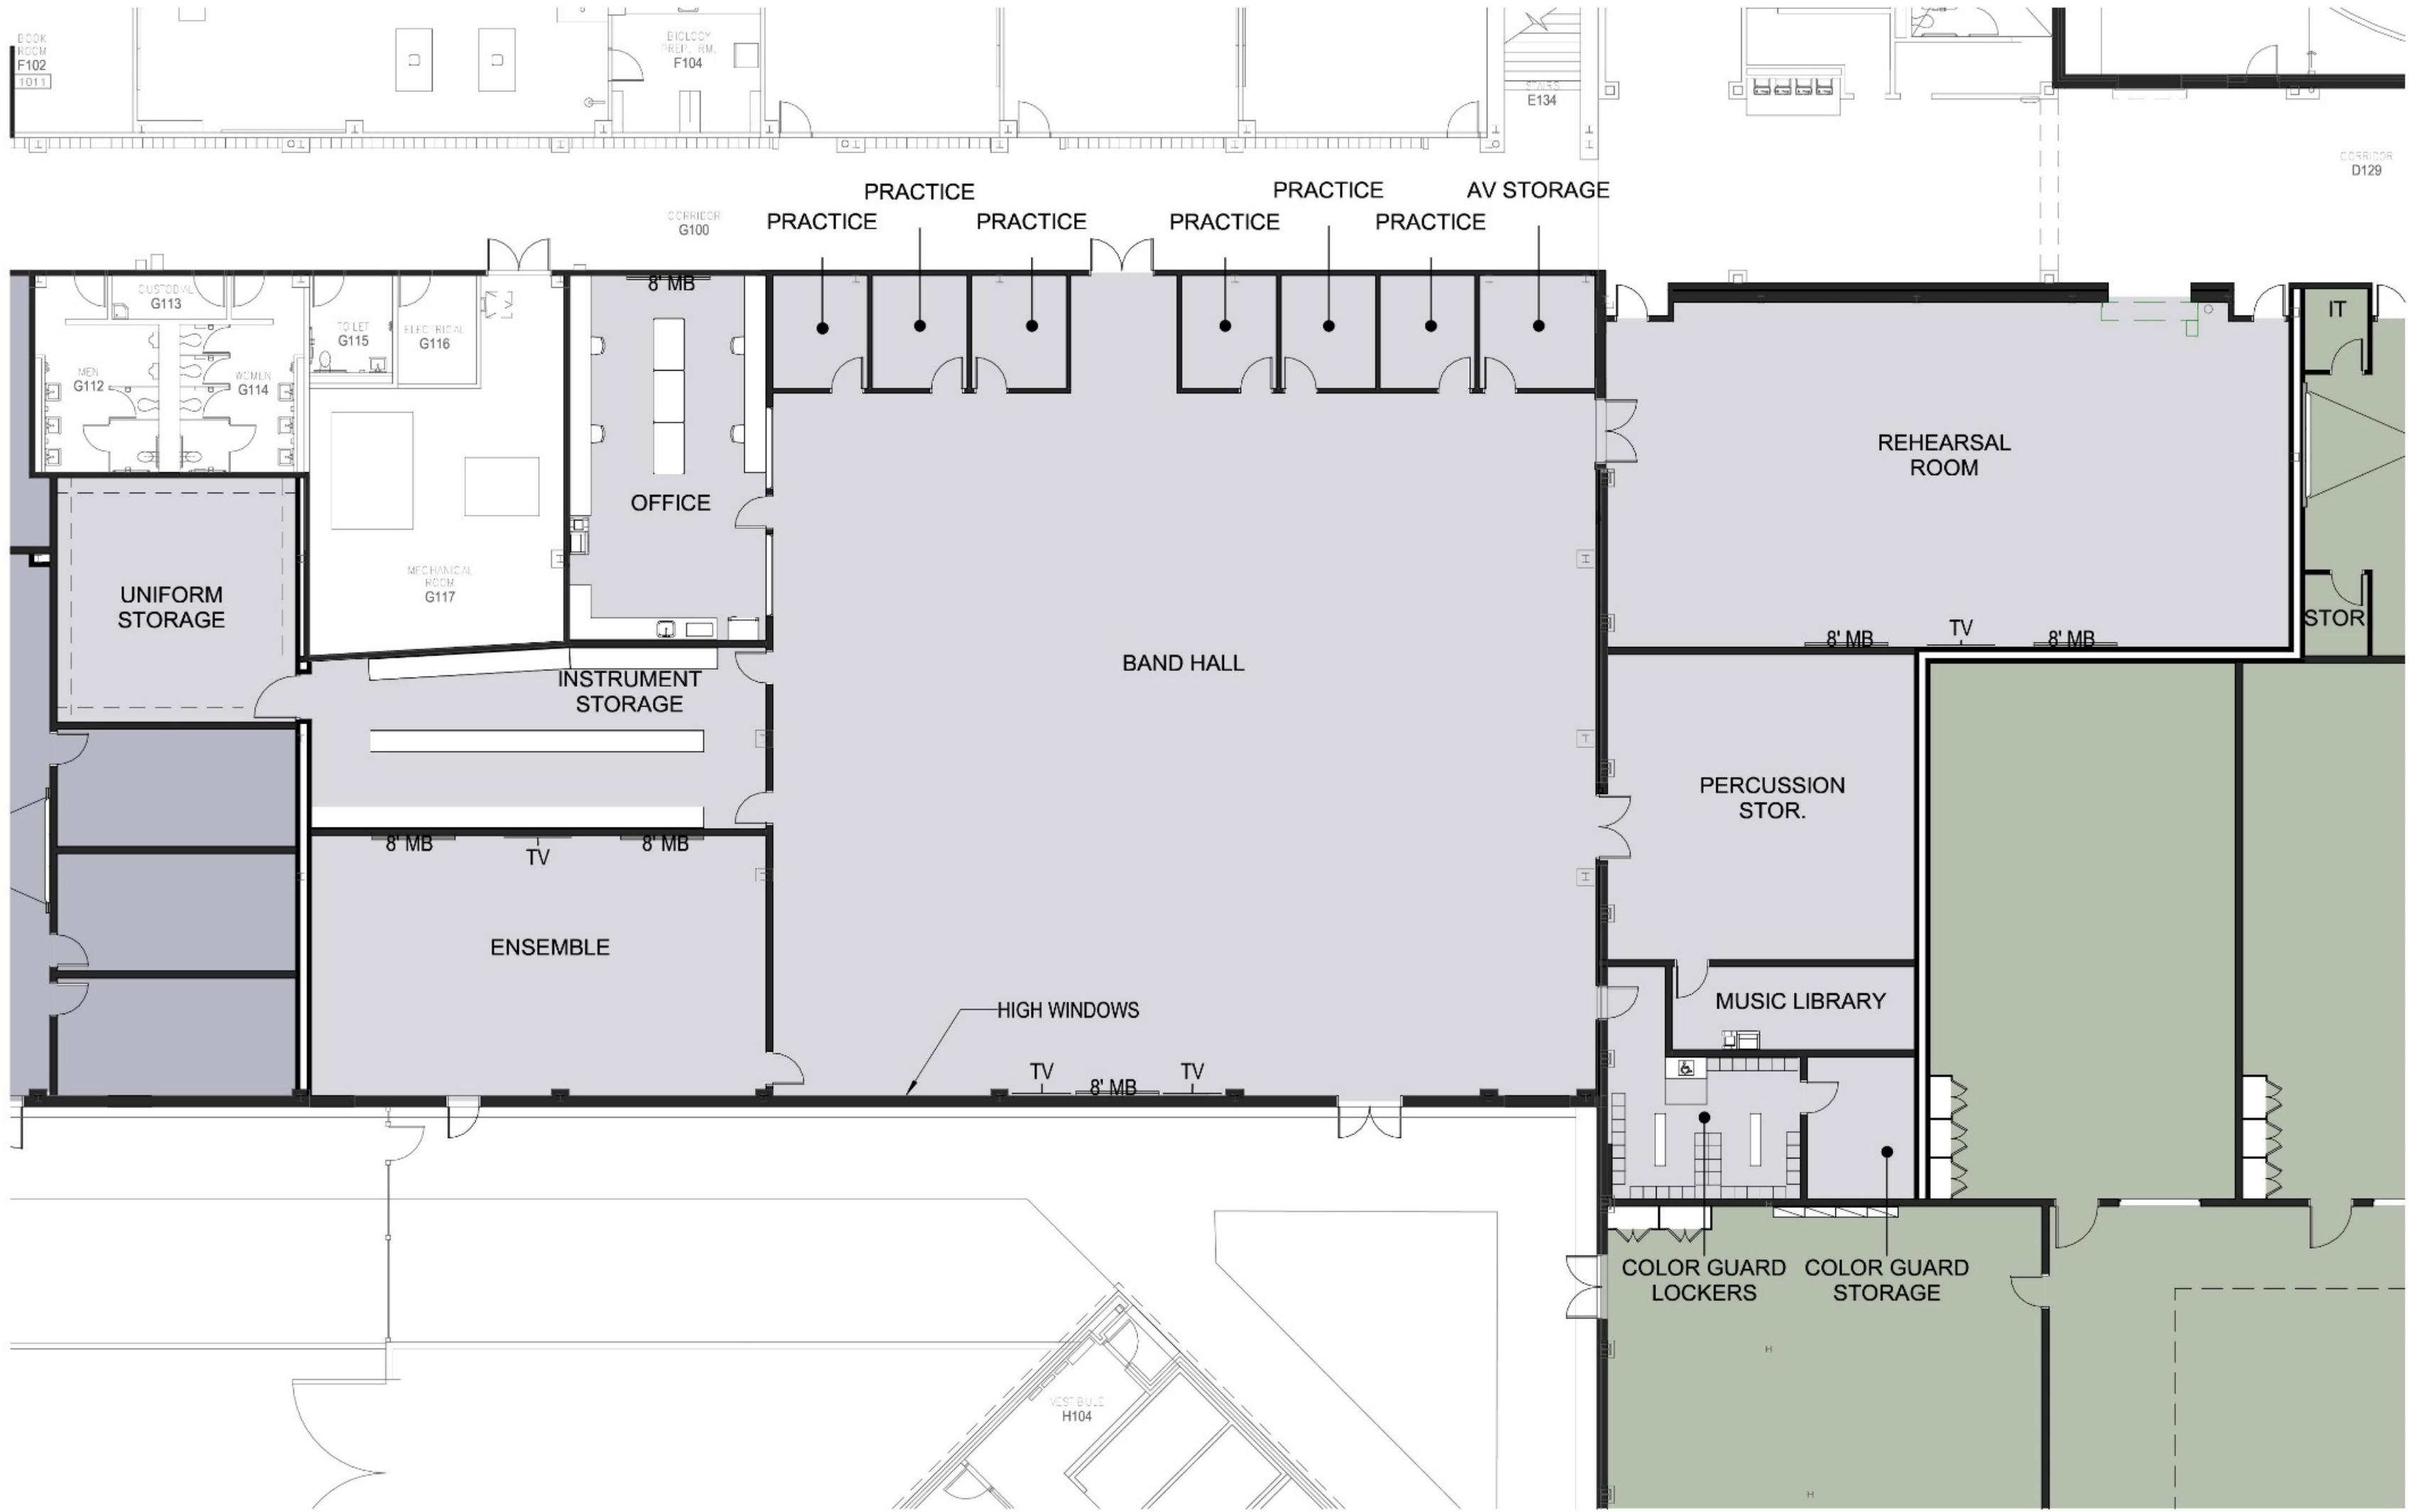 BOOK
ROOM
F102
1011
BIOLOGY
PREP. RM.
F104
STAIRS
E134
CORRIDOR
D129
CORRIDOR
G100
PRACTICE
PRACTICE
PRACTICE
PRACTICE
PRACTICE
PRACTICE
AV STORAGE
CUSTODIAL
G113
TOILET
G115
ELECTRICAL
G116
MEN
G112
WOMEN
G114
8' MB
OFFICE
IT
REHEARSAL
ROOM
MECHANICAL
ROOM
G117
UNIFORM
STORAGE
STOR
8' MB
TV
8' MB
BAND HALL
INSTRUMENT
STORAGE
PERCUSSION
STOR.
8' MB
TV
8' MB
ENSEMBLE
HIGH WINDOWS
MUSIC LIBRARY
TV
8' MB
TV
COLOR GUARD
LOCKERS
COLOR GUARD
STORAGE
VESTIBULE
H104